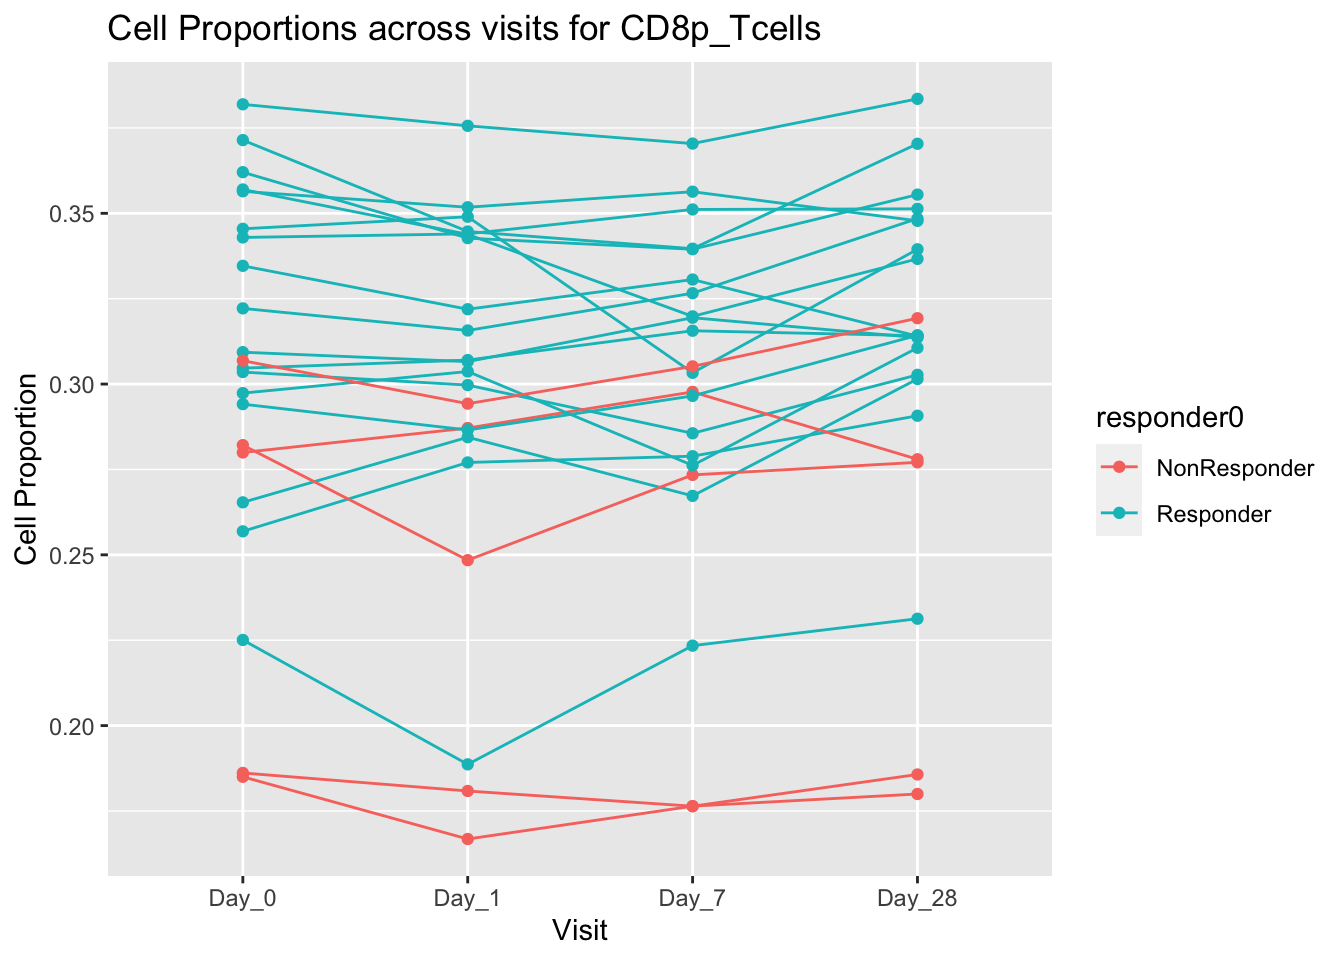 Cell Proportions across visits for CD8p_Tcells
Cell Proportion
0.35
0.30
0.25
0.20
Day_0 Day_1 Day_7 Day_28
Visit
responder0
NonResponder
Responder